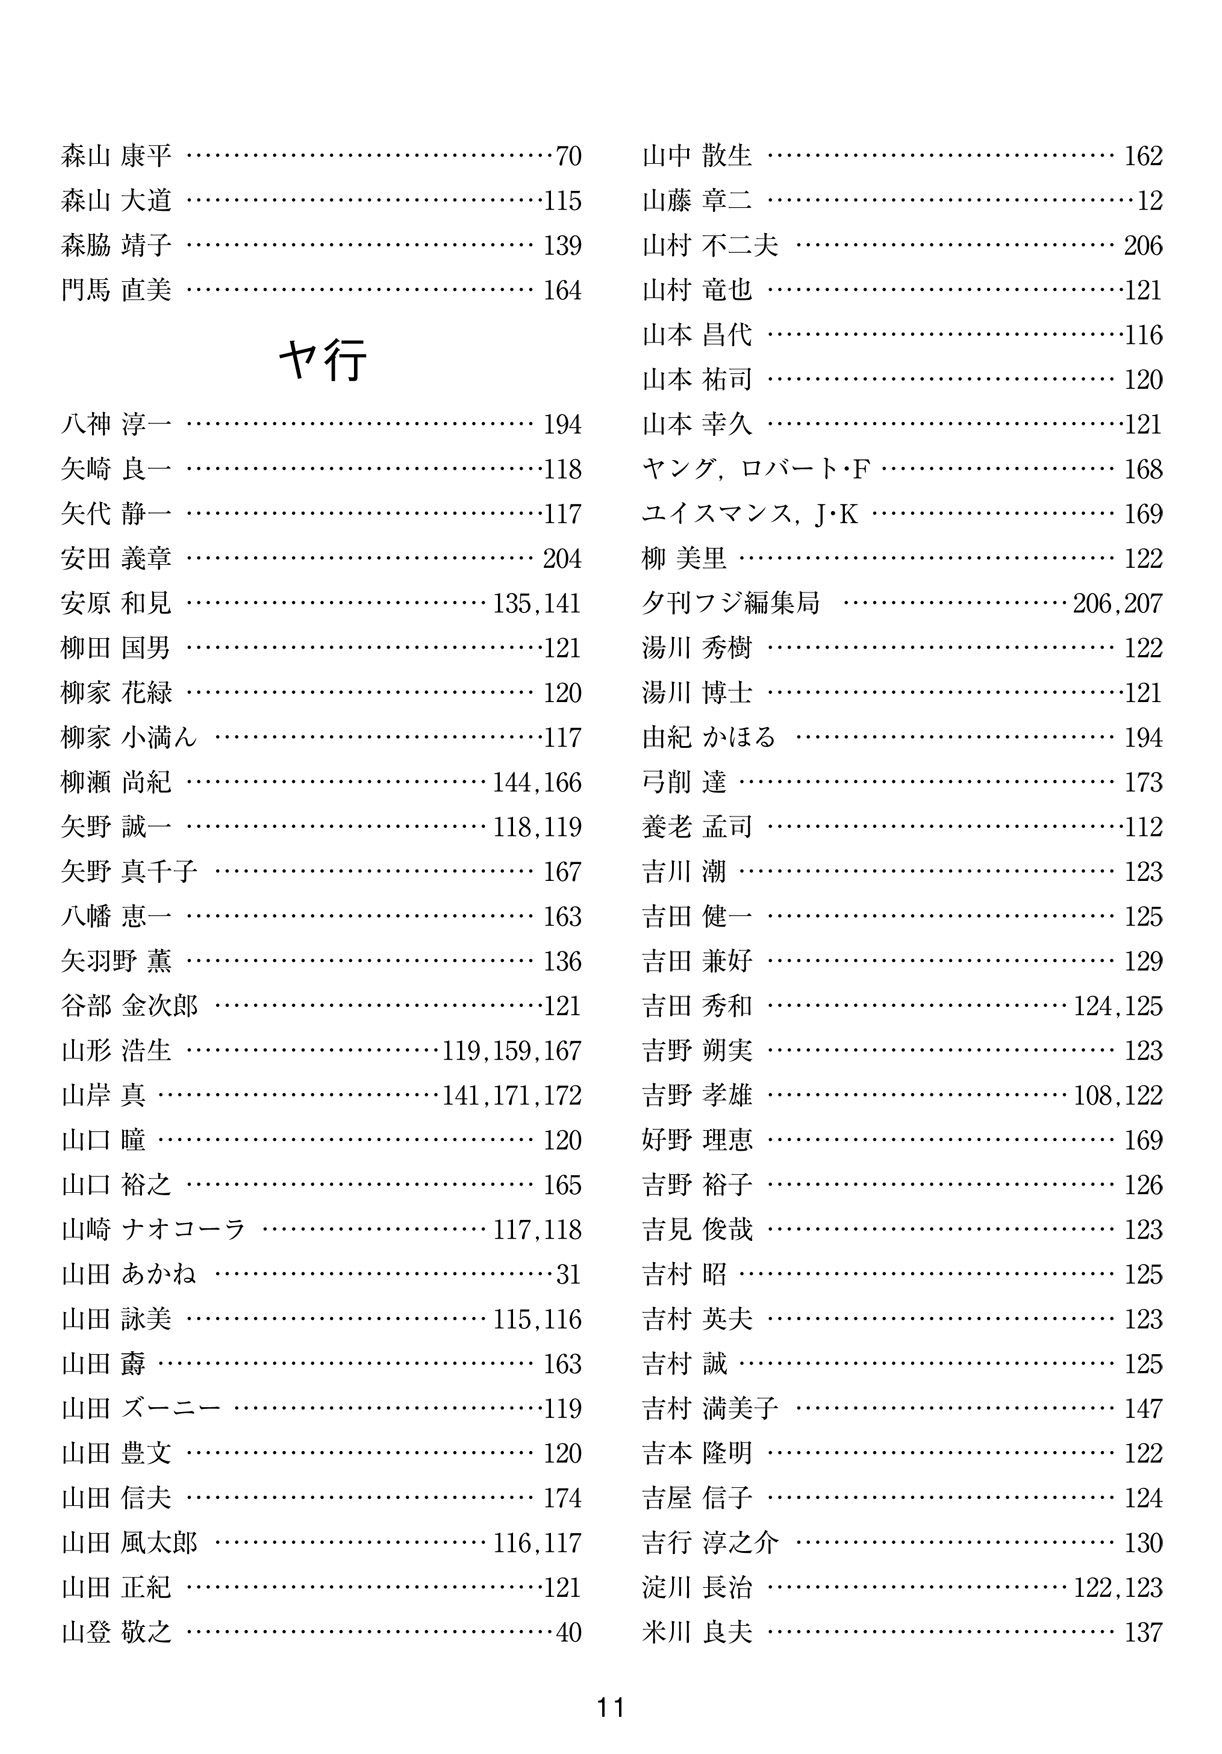 森山 康平 …………………………………70
森山 大道 ………………………………115
森脇 靖子 ……………………………… 139
門馬 直美 ……………………………… 164
ヤ行
八神 淳一 ……………………………… 194
矢崎 良一 ………………………………118
矢代 静一 ………………………………117
安田 義章 ……………………………… 204
安原 和見 ………………………… 135,141
柳田 国男 ………………………………121
柳家 花緑 ……………………………… 120
柳家 小満ん ……………………………117
柳瀬 尚紀 ………………………… 144,166
矢野 誠一 ………………………… 118,119
矢野 真千子 …………………………… 167
八幡 恵一 ……………………………… 163
矢羽野 薫 ……………………………… 136
谷部 金次郎 ……………………………121
山形 浩生 ………………………119,159,167
山岸 真 …………………………141,171,172
山口 瞳 ………………………………… 120
山口 裕之 ……………………………… 165
山崎 ナオコーラ …………………… 117,118
山田 あかね ………………………………31
山田 詠美 ………………………… 115,116
山田 齋 ………………………………… 163
山田 ズーニー …………………………119
山田 豊文 ……………………………… 120
山田 信夫 ……………………………… 174
山田 風太郎 ……………………… 116,117
山田 正紀 ………………………………121
山登 敬之 …………………………………40
山中 散生 ……………………………… 162
山藤 章二 …………………………………12
山村 不二夫 …………………………… 206
山村 竜也 ………………………………121
山本 昌代 ………………………………116
山本 祐司 ……………………………… 120
山本 幸久 ………………………………121
ヤング, ロバート・F …………………… 168
ユイスマンス, J・K …………………… 169
柳 美里 ………………………………… 122
夕刊フジ編集局 ……………………206,207
湯川 秀樹 ……………………………… 122
湯川 博士 ………………………………121
由紀 かほる …………………………… 194
弓削 達 ………………………………… 173
養老 孟司 ………………………………112
吉川 潮 ………………………………… 123
吉田 健一 ……………………………… 125
吉田 兼好 ……………………………… 129
吉田 秀和 ………………………… 124,125
吉野 朔実 ……………………………… 123
吉野 孝雄 ………………………… 108,122
好野 理恵 ……………………………… 169
吉野 裕子 ……………………………… 126
吉見 俊哉 ……………………………… 123
吉村 昭 ………………………………… 125
吉村 英夫 ……………………………… 123
吉村 誠 ………………………………… 125
吉村 満美子 …………………………… 147
吉本 隆明 ……………………………… 122
吉屋 信子 ……………………………… 124
吉行 淳之介 …………………………… 130
淀川 長治 ………………………… 122,123
米川 良夫 ……………………………… 137
11